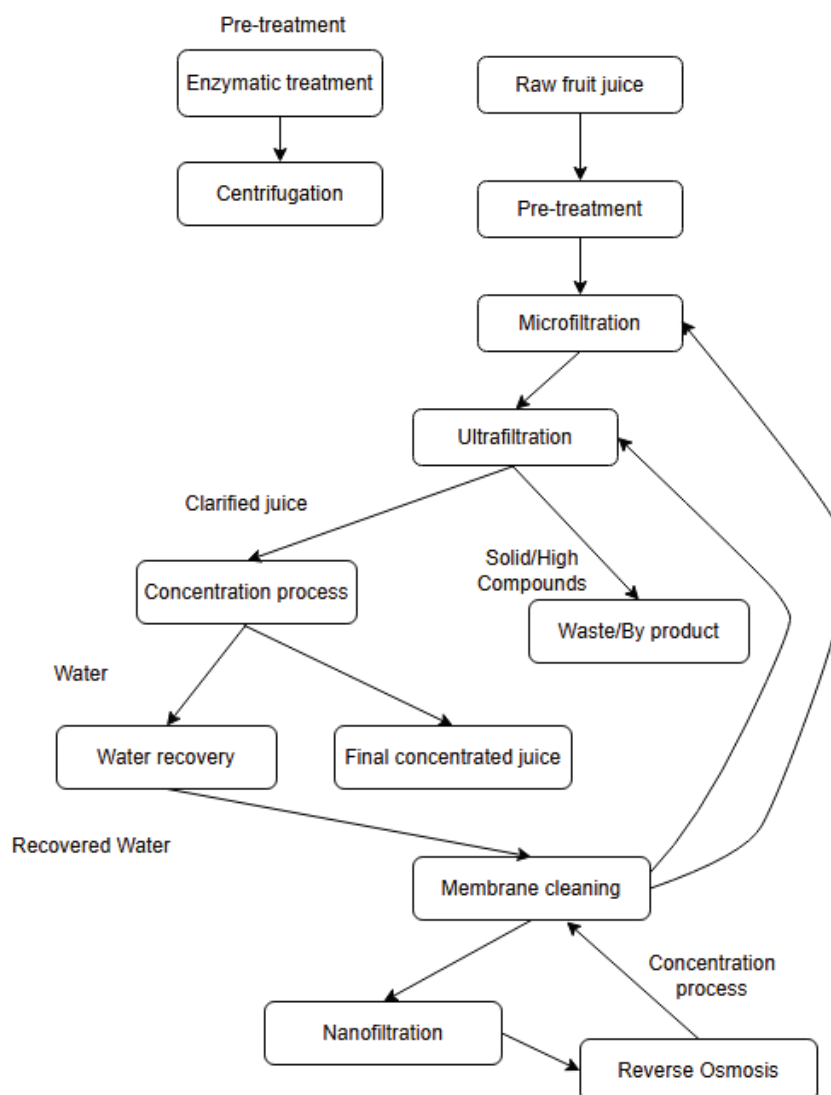 Pre-treatment
Enzymatic treatment
Raw fruit juice
Centrifugation
Pre-treatment
Microfiltration
Ultrafiltration
Clarified juice
Solid/High
Compounds
Concentration process
Waste/By product
Water
Water recovery
Final concentrated juice
Recovered Water
Membrane cleaning
Concentration
process
Nanofiltration
Reverse Osmosis